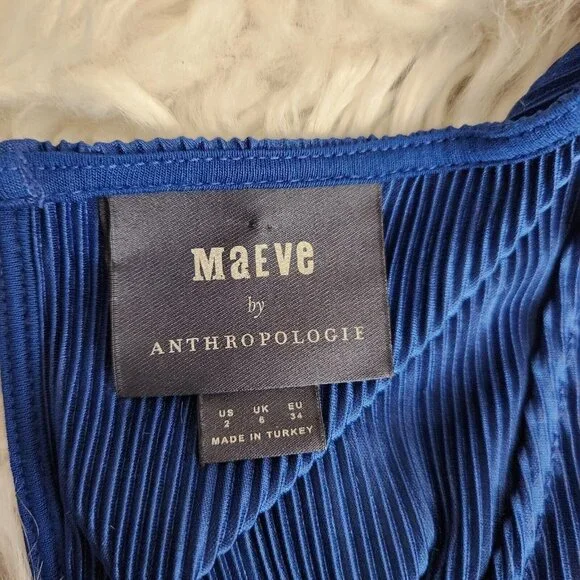 MaEve
by
ANTHROPOLOGIE
US UK EU
2 6 34
MADE IN TURKEY